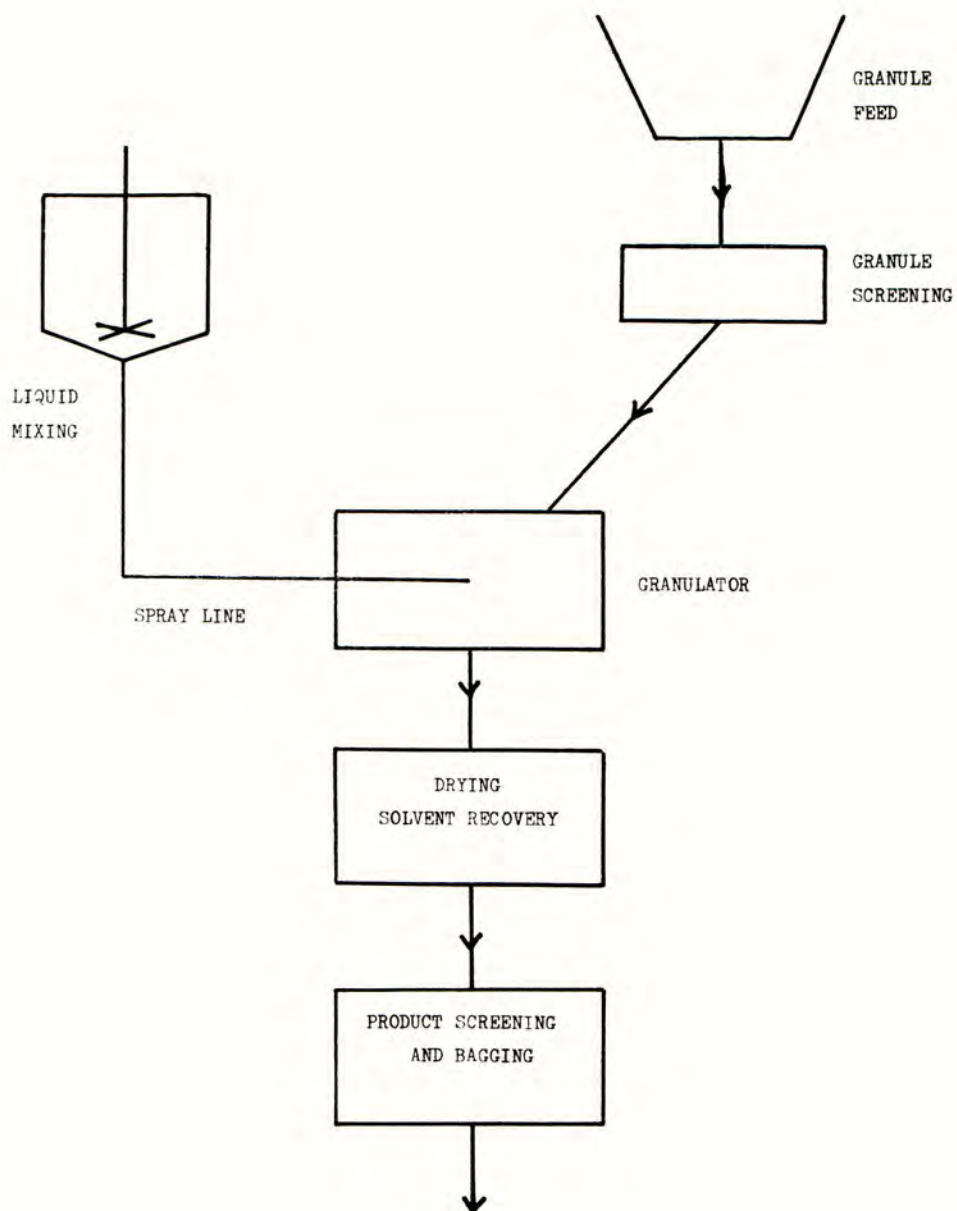 GRANULE
FEED
GRANULE
SCREENING
LIQUID
MIXING
GRANULATOR
SPRAY LINE
DRYING
SOLVENT RECOVERY
PRODUCT SCREENING
AND BAGGING